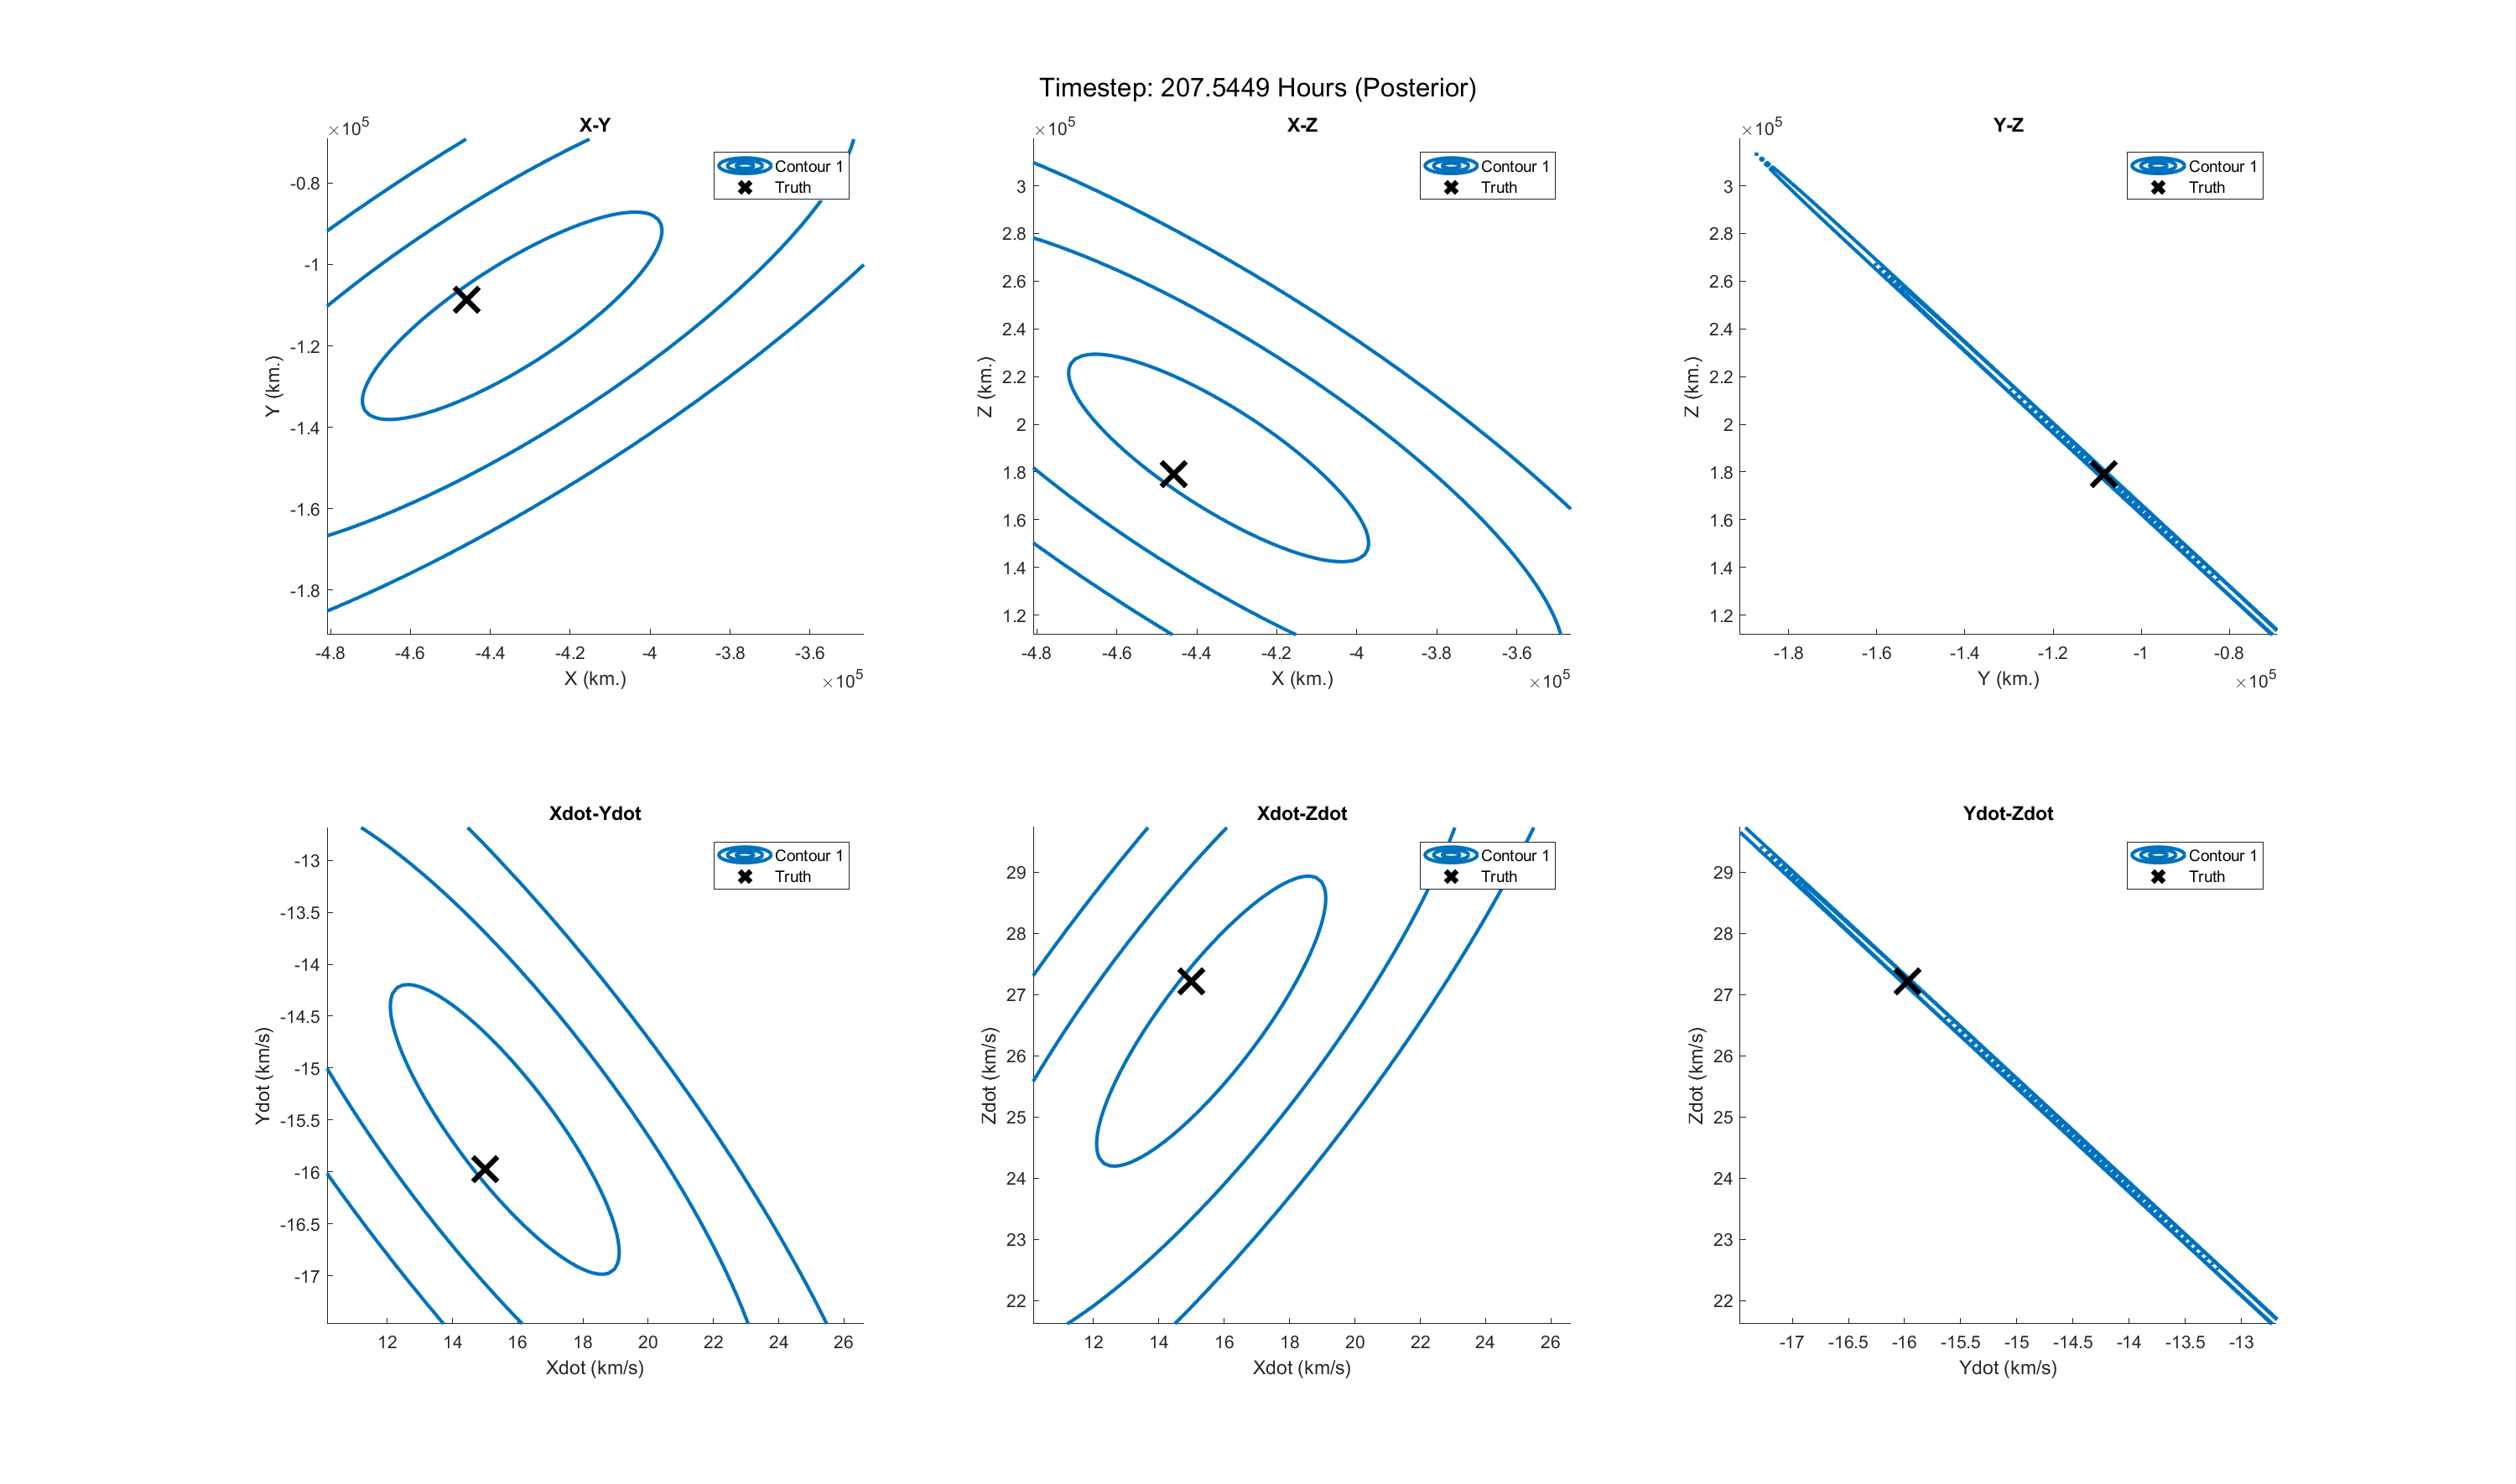 Timestep: 207.5449 Hours (Posterior)
X-Y
×10^5
-0.8
-1
-1.2
-1.4
-1.6
-1.8
Y (km.)
-4.8 -4.6 -4.4 -4.2 -4 -3.8 -3.6
X (km.)
×10^5
Contour 1
Truth
X-Z
×10^5
3
2.8
2.6
2.4
2.2
2
1.8
1.6
1.4
1.2
Z (km.)
-4.8 -4.6 -4.4 -4.2 -4 -3.8 -3.6
X (km.)
×10^5
Contour 1
Truth
Y-Z
×10^5
3
2.8
2.6
2.4
2.2
2
1.8
1.6
1.4
1.2
Z (km.)
-1.8 -1.6 -1.4 -1.2 -1 -0.8
Y (km.)
×10^5
Contour 1
Truth
Xdot-Ydot
-13
-13.5
-14
-14.5
-15
-15.5
-16
-16.5
-17
Ydot (km/s)
12 14 16 18 20 22 24 26
Xdot (km/s)
Contour 1
Truth
Xdot-Zdot
29
28
27
26
25
24
23
22
Zdot (km/s)
12 14 16 18 20 22 24 26
Xdot (km/s)
Contour 1
Truth
Ydot-Zdot
29
28
27
26
25
24
23
22
Zdot (km/s)
-17 -16.5 -16 -15.5 -15 -14.5 -14 -13.5 -13
Ydot (km/s)
Contour 1
Truth